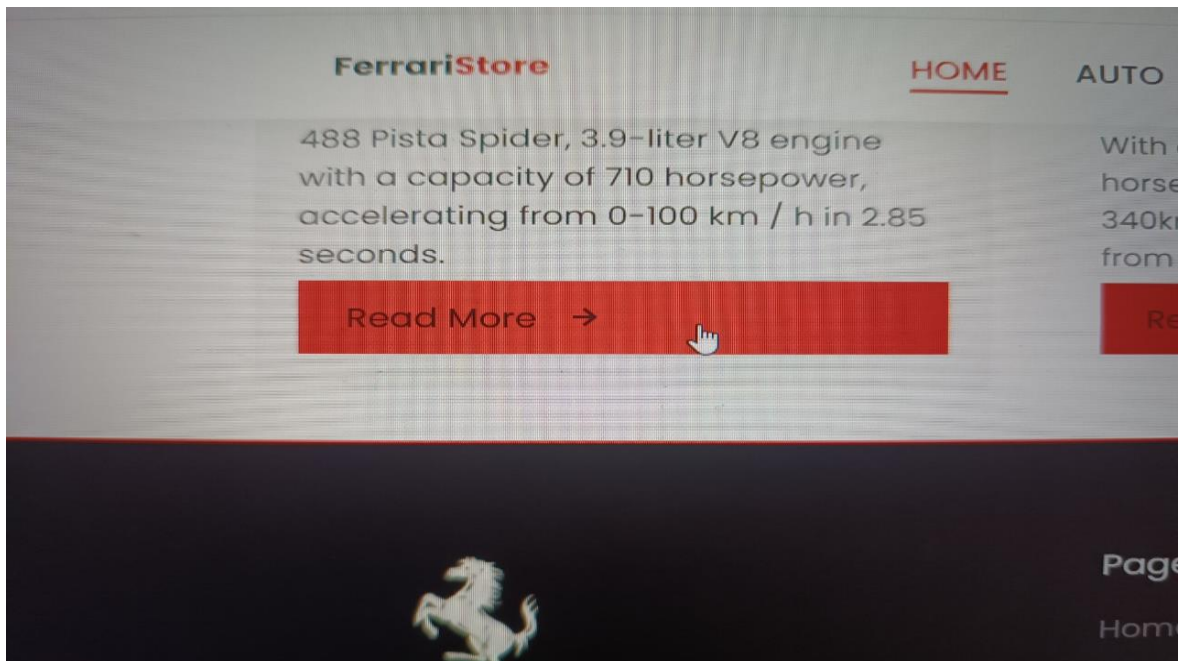 FerrariStore
HOME
AUTO
488 Pista Spider, 3.9-liter V8 engine
with a capacity of 710 horsepower,
accelerating from 0-100 km / h in 2.85
seconds.
Read More →
With